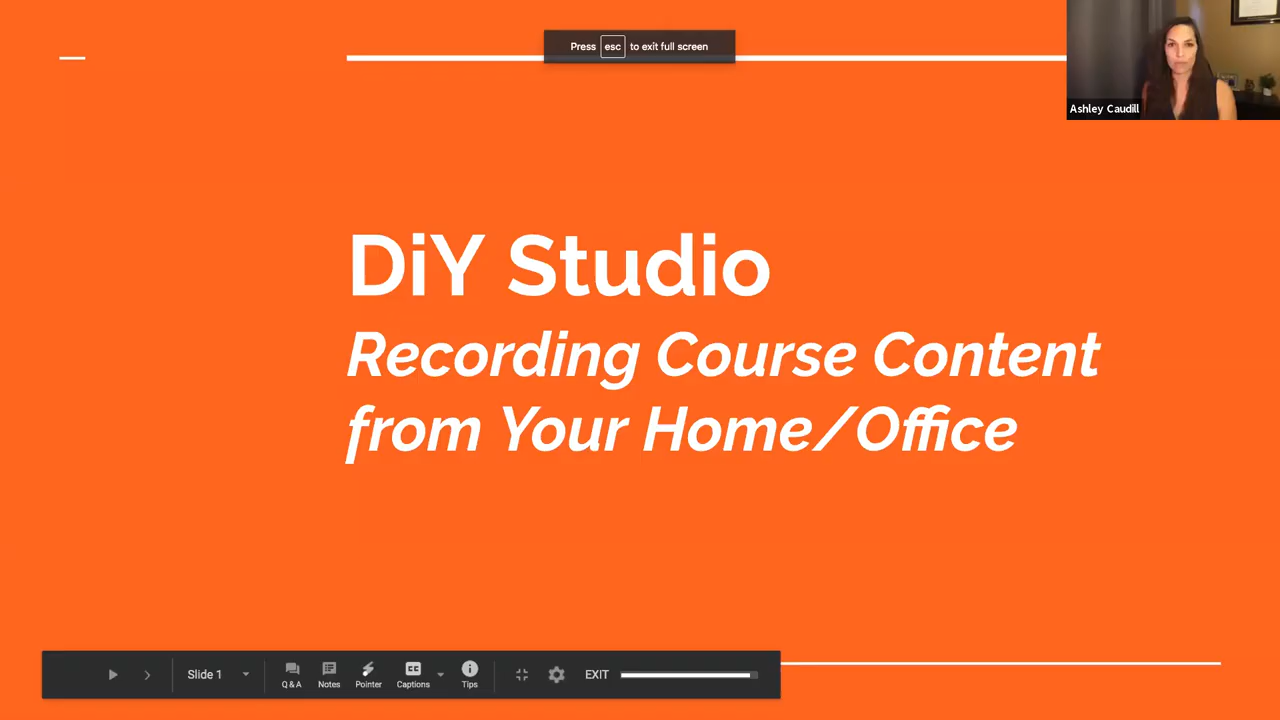 Press esc to exit full screen
Ashley Caudill
DiY Studio
Recording Course Content
from Your Home/Office
Slide 1
Q & A
Notes
Pointer
CC
Captions
Tips
EXIT